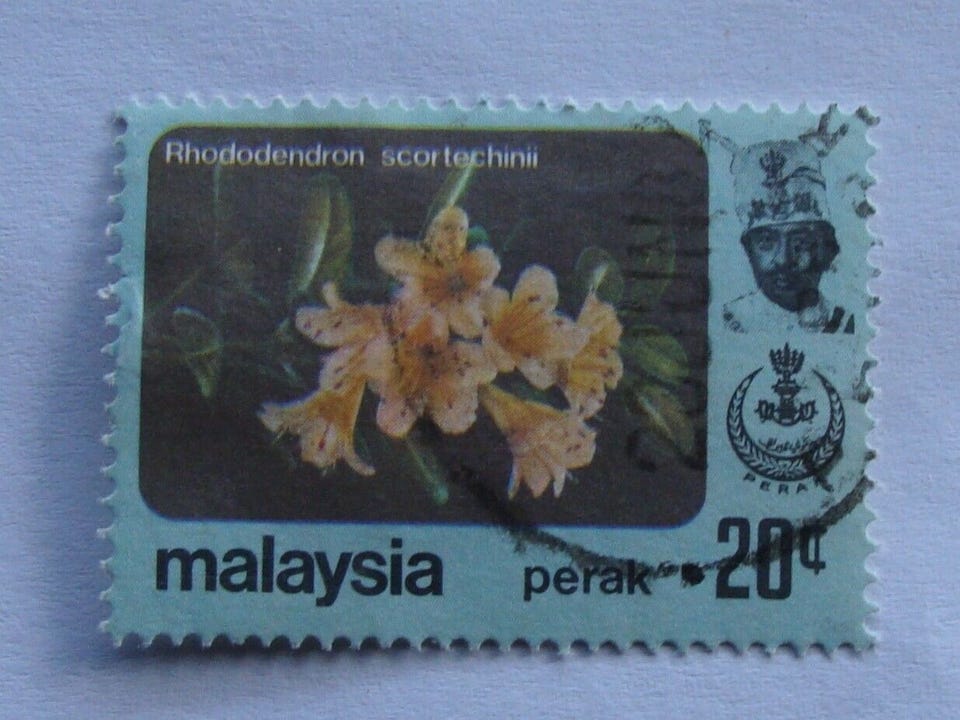 Rhododendron scortechinii
PERAK
malaysia perak 20¢